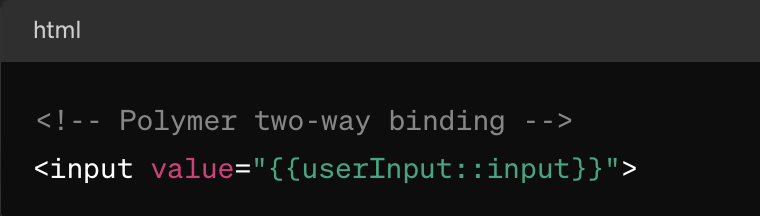 html
<!-- Polymer two-way binding -->
<input value="{{userInput::input}}">